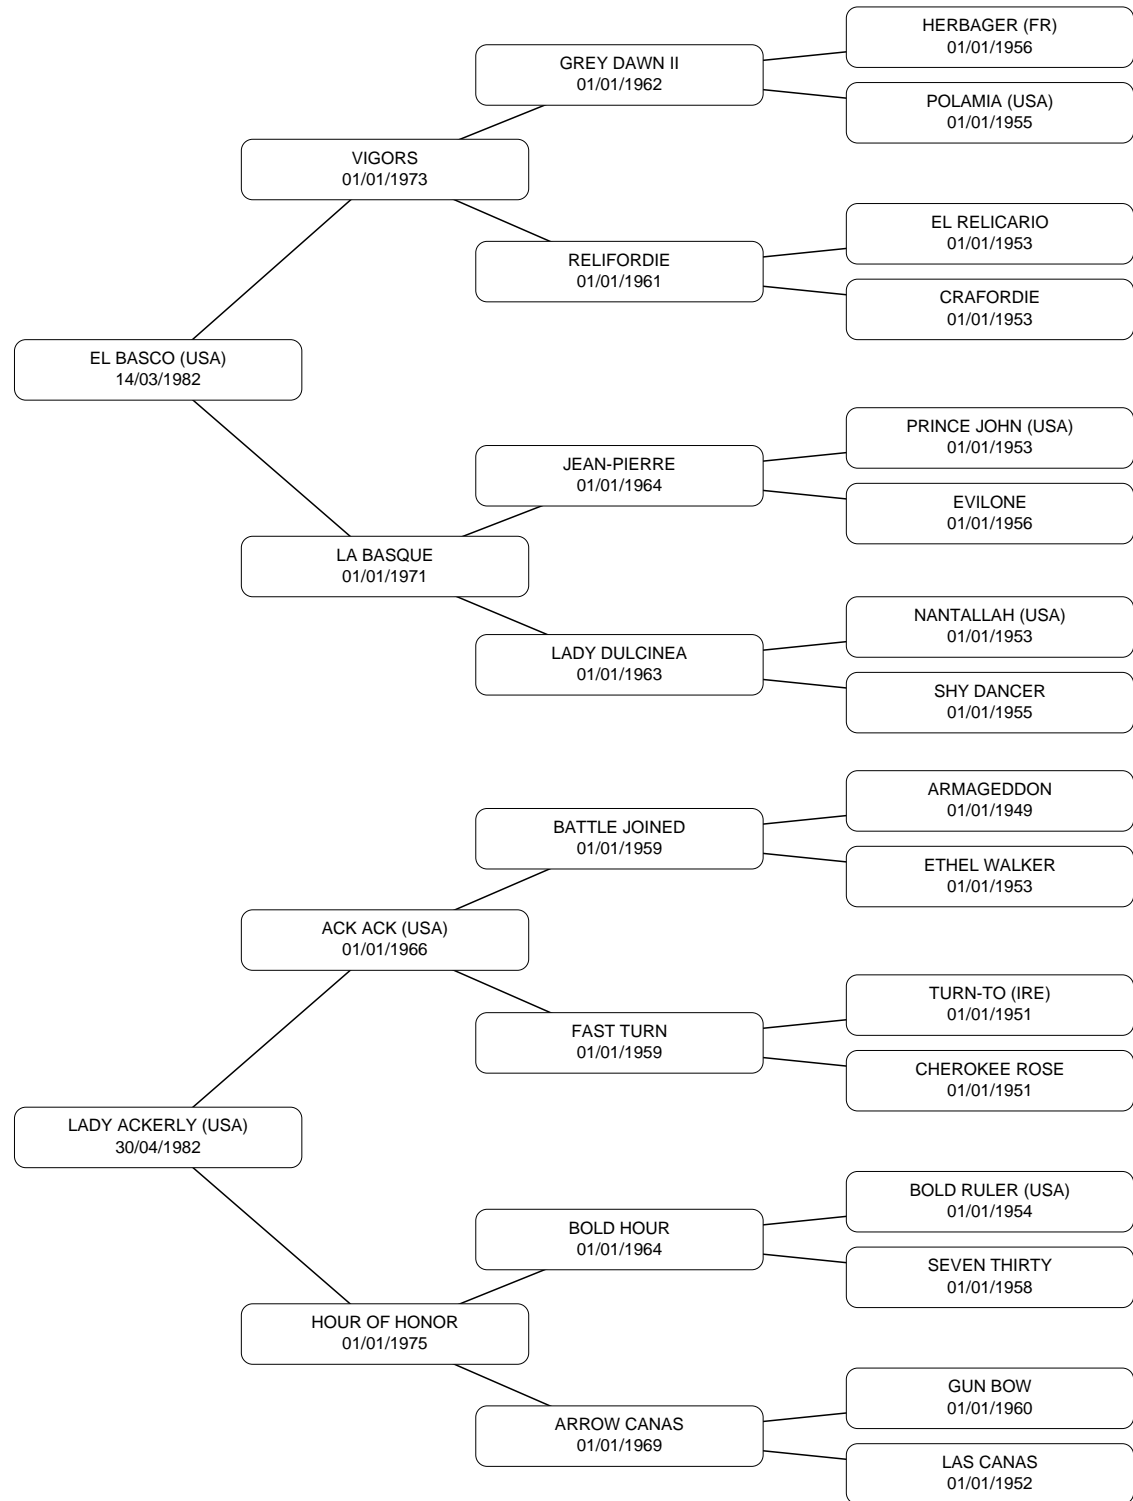 HERBAGER (FR)
01/01/1956
GREY DAWN II
01/01/1962
POLAMIA (USA)
01/01/1955
VIGORS
01/01/1973
EL RELICARIO
01/01/1953
RELIFORDIE
01/01/1961
CRAFORDIE
01/01/1953
EL BASCO (USA)
14/03/1982
PRINCE JOHN (USA)
01/01/1953
JEAN-PIERRE
01/01/1964
EVILONE
01/01/1956
LA BASQUE
01/01/1971
NANTALLAH (USA)
01/01/1953
LADY DULCINEA
01/01/1963
SHY DANCER
01/01/1955
ARMAGEDDON
01/01/1949
BATTLE JOINED
01/01/1959
ETHEL WALKER
01/01/1953
ACK ACK (USA)
01/01/1966
TURN-TO (IRE)
01/01/1951
FAST TURN
01/01/1959
CHEROKEE ROSE
01/01/1951
LADY ACKERLY (USA)
30/04/1982
BOLD RULER (USA)
01/01/1954
BOLD HOUR
01/01/1964
SEVEN THIRTY
01/01/1958
HOUR OF HONOR
01/01/1975
GUN BOW
01/01/1960
ARROW CANAS
01/01/1969
LAS CANAS
01/01/1952